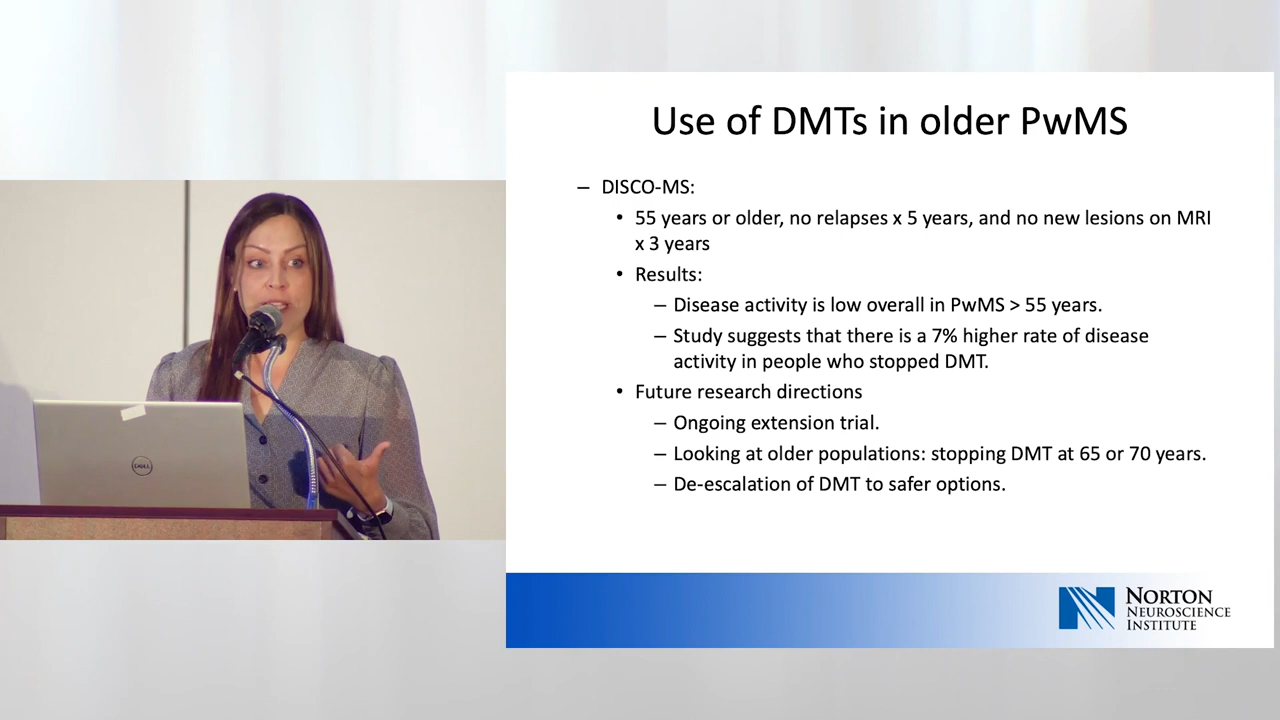 Use of DMTs in older PwMS
– DISCO-MS:
• 55 years or older, no relapses x 5 years, and no new lesions on MRI
x 3 years
• Results:
– Disease activity is low overall in PwMS > 55 years.
– Study suggests that there is a 7% higher rate of disease
activity in people who stopped DMT.
• Future research directions
– Ongoing extension trial.
– Looking at older populations: stopping DMT at 65 or 70 years.
– De-escalation of DMT to safer options.
DELL
NORTON
NEUROSCIENCE
INSTITUTE